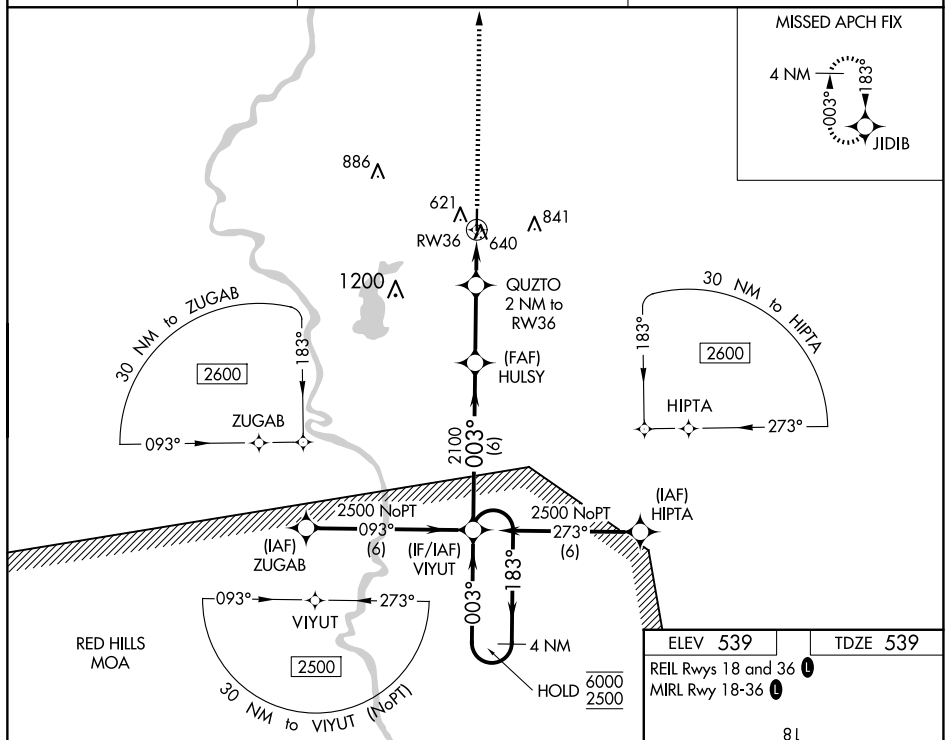 MISSED APCH FIX
4 NM
003°
183°
JIDIB
886
621
841
RW36
640
1200
QUZTO
2 NM to
RW36
(FAF)
HULSY
30 NM to ZUGAB
183°
2600
ZUGAB
093°
30 NM to HIPTA
183°
2600
HIPTA
273°
2100
003°
(6)
2500 NoPT
093°
(6)
(IAF)
ZUGAB
(IF/IAF)
VIYUT
2500 NoPT
273°
(6)
(IAF)
HIPTA
003°
183°
4 NM
HOLD
6000
2500
093°
273°
VIYUT
2500
30 NM to VIYUT (NoPT)
RED HILLS
MOA
ELEV 539
TDZE 539
REIL Rwys 18 and 36 L
MIRL Rwy 18-36 L